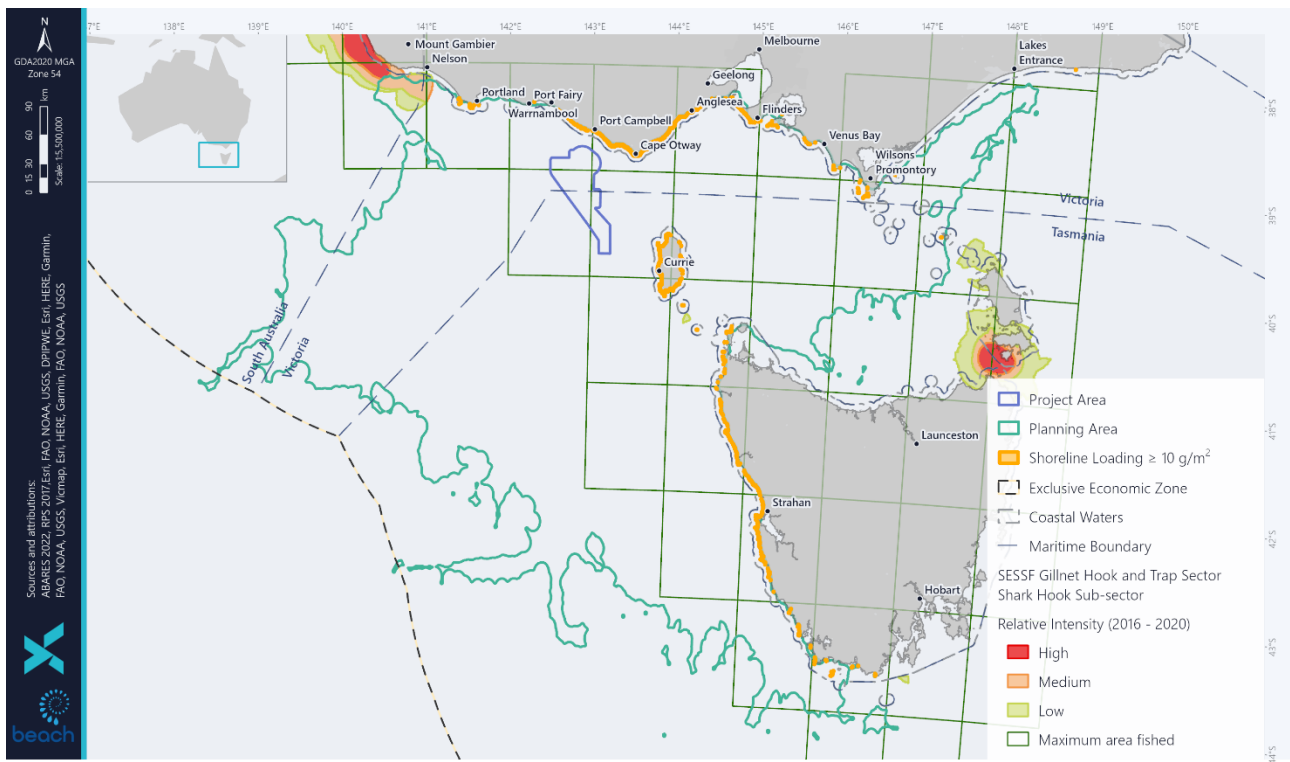 N
GDA2020 MGA
Zone 54
0 15 30 60 90
km
Scale: 1:5,500,000
Sources and attributions:
ABARES 2022, RPS 2017,Esri, FAO, NOAA, USGS, DPIPWE, Esri, HERE, Garmin,
FAO, NOAA, USGS, Vicmap, Esri, HERE, Garmin, FAO, NOAA, USGS
beach
7°E
138°E
139°E
140°E
141°E
142°E
143°E
144°E
145°E
146°E
147°E
148°E
149°E
150°E
38°S
39°S
40°S
41°S
42°S
43°S
44°S
Mount Gambier
Nelson
Portland
Port Fairy
Warrnambool
Port Campbell
Cape Otway
Melbourne
Geelong
Anglesea
Flinders
Venus Bay
Wilsons
Promontory
Lakes
Entrance
Victoria
Tasmania
Currie
South Australia
Victoria
Launceston
Strahan
Hobart
Project Area
Planning Area
Shoreline Loading ≥ 10 g/m²
Exclusive Economic Zone
Coastal Waters
Maritime Boundary
SESSF Gillnet Hook and Trap Sector
Shark Hook Sub-sector
Relative Intensity (2016 - 2020)
High
Medium
Low
Maximum area fished